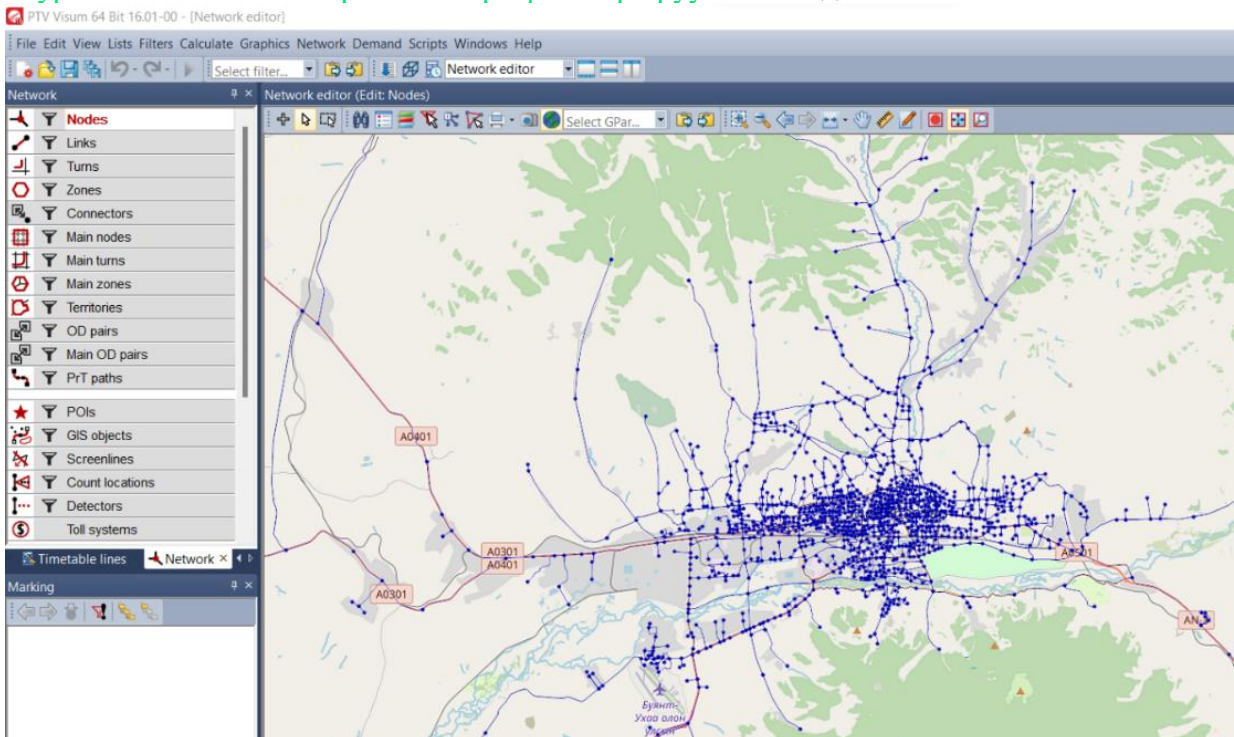 PTV Visum 64 Bit 16.01-00 - [Network editor]
File Edit View Lists Filters Calculate Graphics Network Demand Scripts Windows Help
Select filter... Network editor
Network
Network editor (Edit: Nodes)
Select GPar...
Nodes
Links
Turns
Zones
Connectors
Main nodes
Main turns
Main zones
Territories
OD pairs
Main OD pairs
PrT paths
POIs
GIS objects
Screenlines
Count locations
Detectors
Toll systems
Timetable lines Network
Marking
A0401
A0301
A0401
A0301
A0501
Буянт-
Ухаа олон